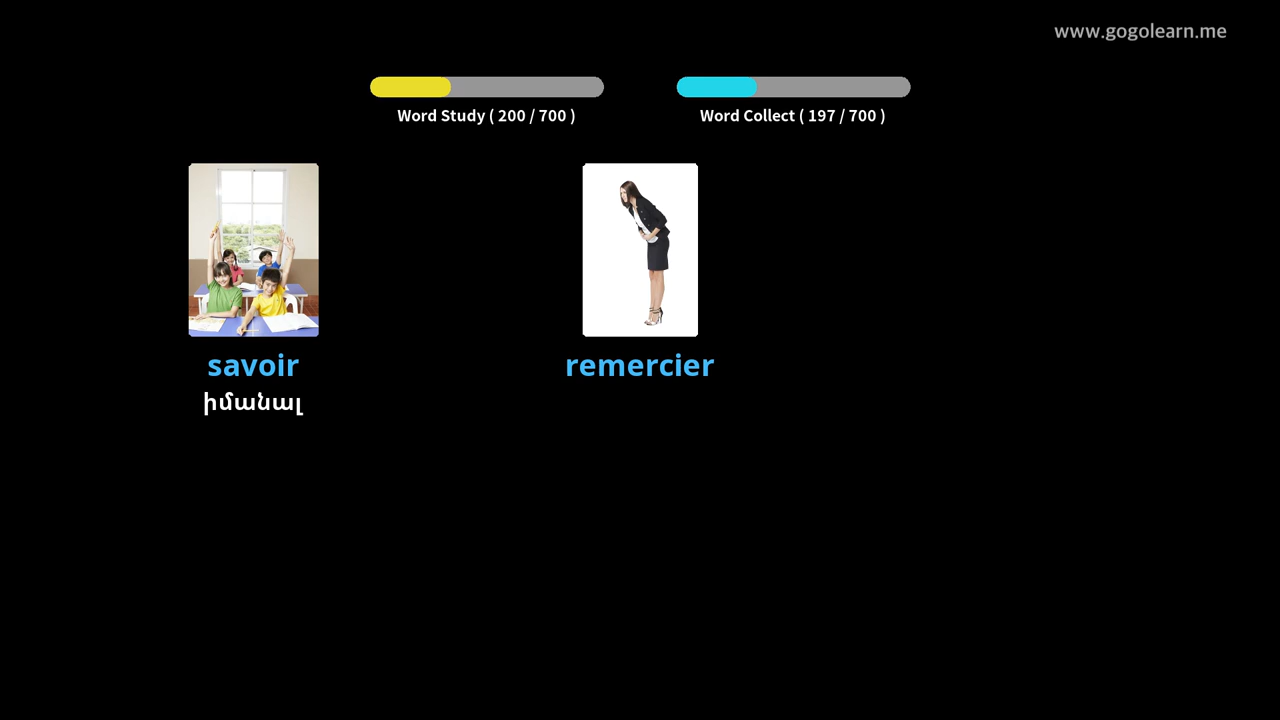 www.gogolearn.me
Word Study ( 200 / 700 )
Word Collect ( 197 / 700 )
savoir
իմանալ
remercier